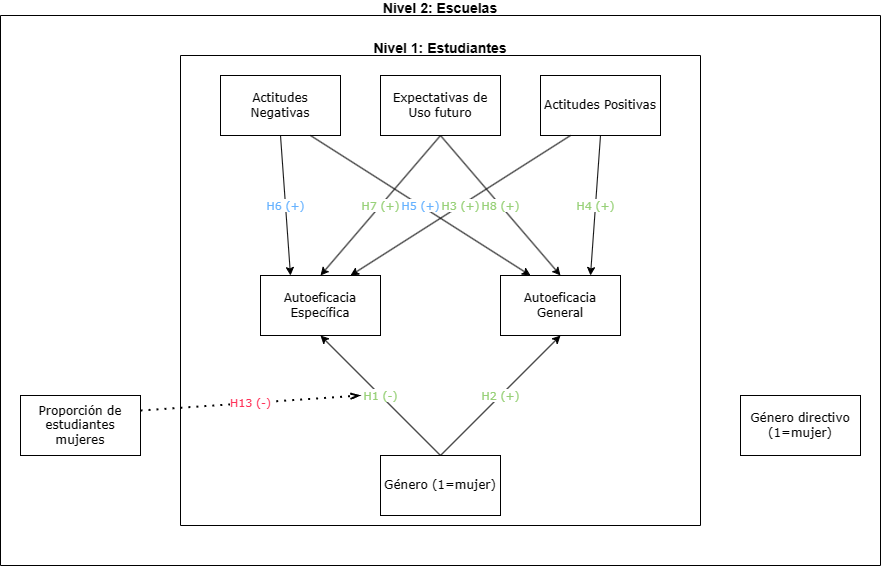 Nivel 2: Escuelas
Nivel 1: Estudiantes
Actitudes
Negativas
Expectativas de
Uso futuro
Actitudes Positivas
H6 (+)
H7 (+)
H5 (+)
H3 (+)
H8 (+)
H4 (+)
Autoeficacia
Específica
Autoeficacia
General
H13 (-)
H1 (-)
H2 (+)
Proporción de
estudiantes
mujeres
Género directivo
(1=mujer)
Género (1=mujer)